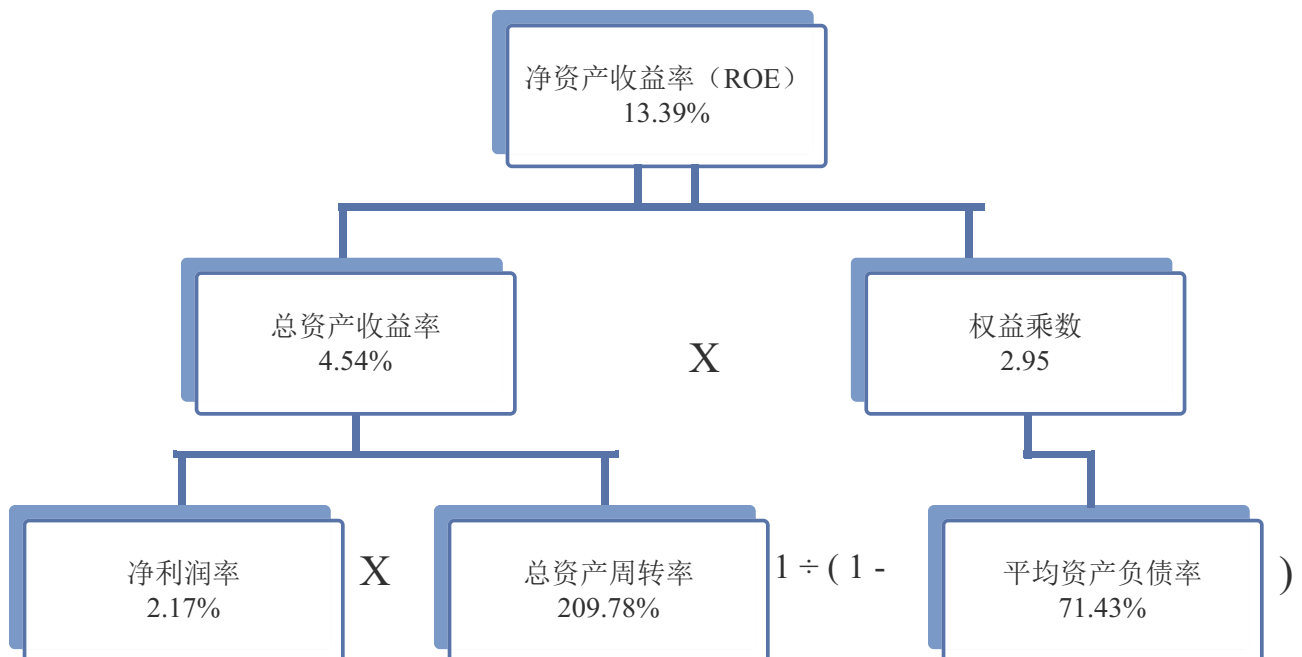 净资产收益率（ROE）
13.39%
总资产收益率
4.54%
X
权益乘数
2.95
净利润率
2.17%
X
总资产周转率
209.78%
1 ÷ ( 1 -
平均资产负债率
71.43%
)